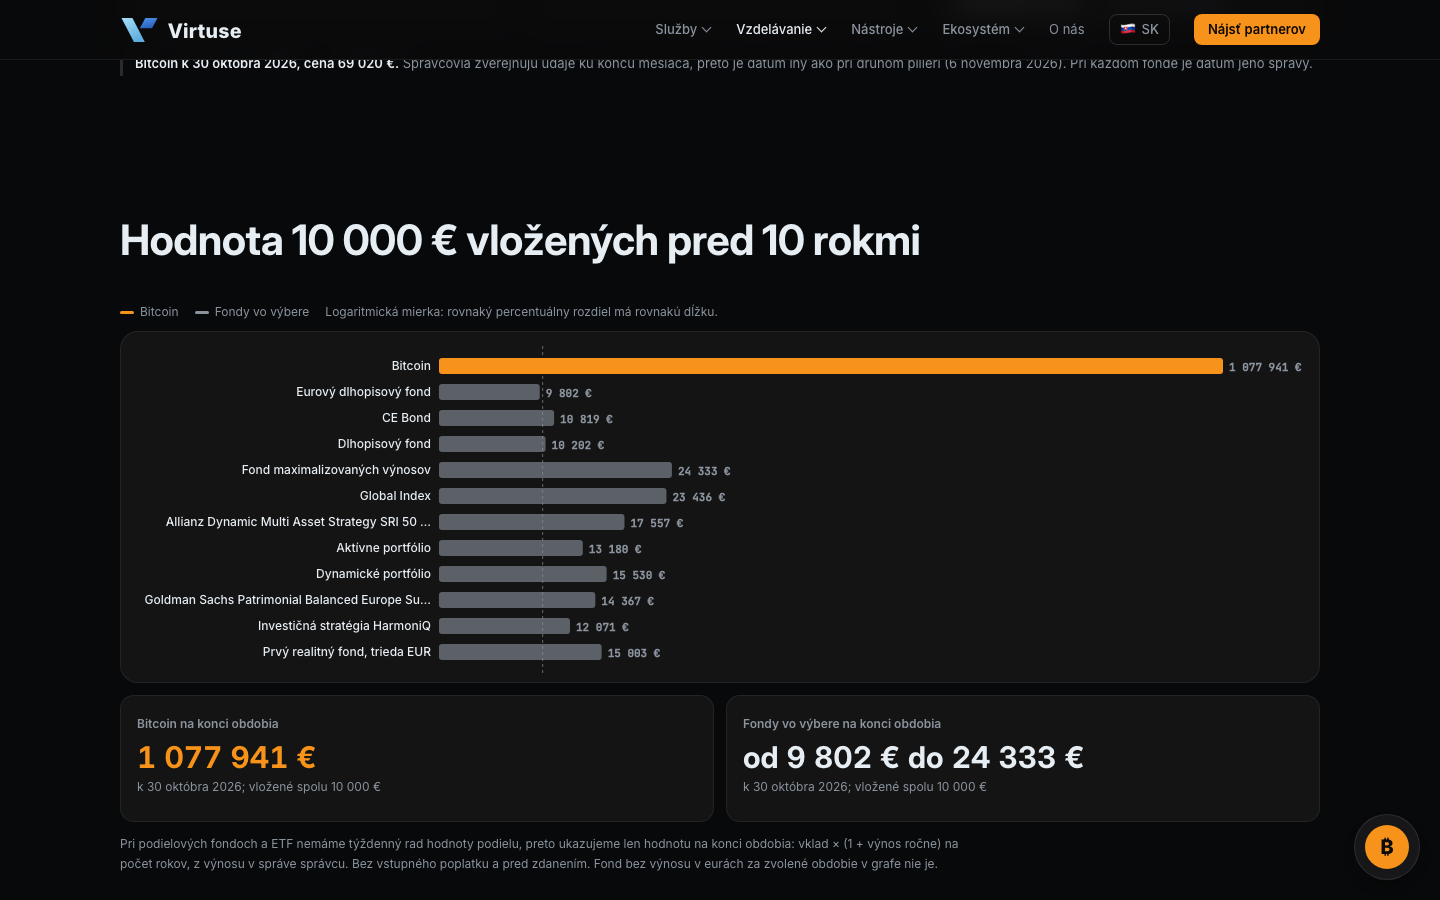 Virtuse
Služby
Vzdelávanie
Nástroje
Ekosystém
O nás
SK
Nájsť partnerov
Bitcoin k 30 októbra 2026, cena 69 020 €. Správcovia zverejňujú údaje ku koncu mesiaca, preto je dátum iný ako pri druhom pilieri (6 novembra 2026). Pri každom fonde je dátum jeho správy.
Hodnota 10 000 € vložených pred 10 rokmi
Bitcoin
Fondy vo výbere
Logaritmická mierka: rovnaký percentuálny rozdiel má rovnakú dĺžku.
Bitcoin 1 077 941 €
Eurový dlhopisový fond 9 802 €
CE Bond 10 819 €
Dlhopisový fond 10 202 €
Fond maximalizovaných výnosov 24 333 €
Global Index 23 436 €
Allianz Dynamic Multi Asset Strategy SRI 50 … 17 557 €
Aktívne portfólio 13 180 €
Dynamické portfólio 15 530 €
Goldman Sachs Patrimonial Balanced Europe Su… 14 367 €
Investičná stratégia HarmoniQ 12 071 €
Prvý realitný fond, trieda EUR 15 003 €
Bitcoin na konci obdobia
1 077 941 €
k 30 októbra 2026; vložené spolu 10 000 €
Fondy vo výbere na konci obdobia
od 9 802 € do 24 333 €
k 30 októbra 2026; vložené spolu 10 000 €
Pri podielových fondoch a ETF nemáme týždenný rad hodnoty podielu, preto ukazujeme len hodnotu na konci obdobia: vklad × (1 + výnos ročne) na
počet rokov, z výnosu v správe správcu. Bez vstupného poplatku a pred zdanením. Fond bez výnosu v eurách za zvolené obdobie v grafe nie je.